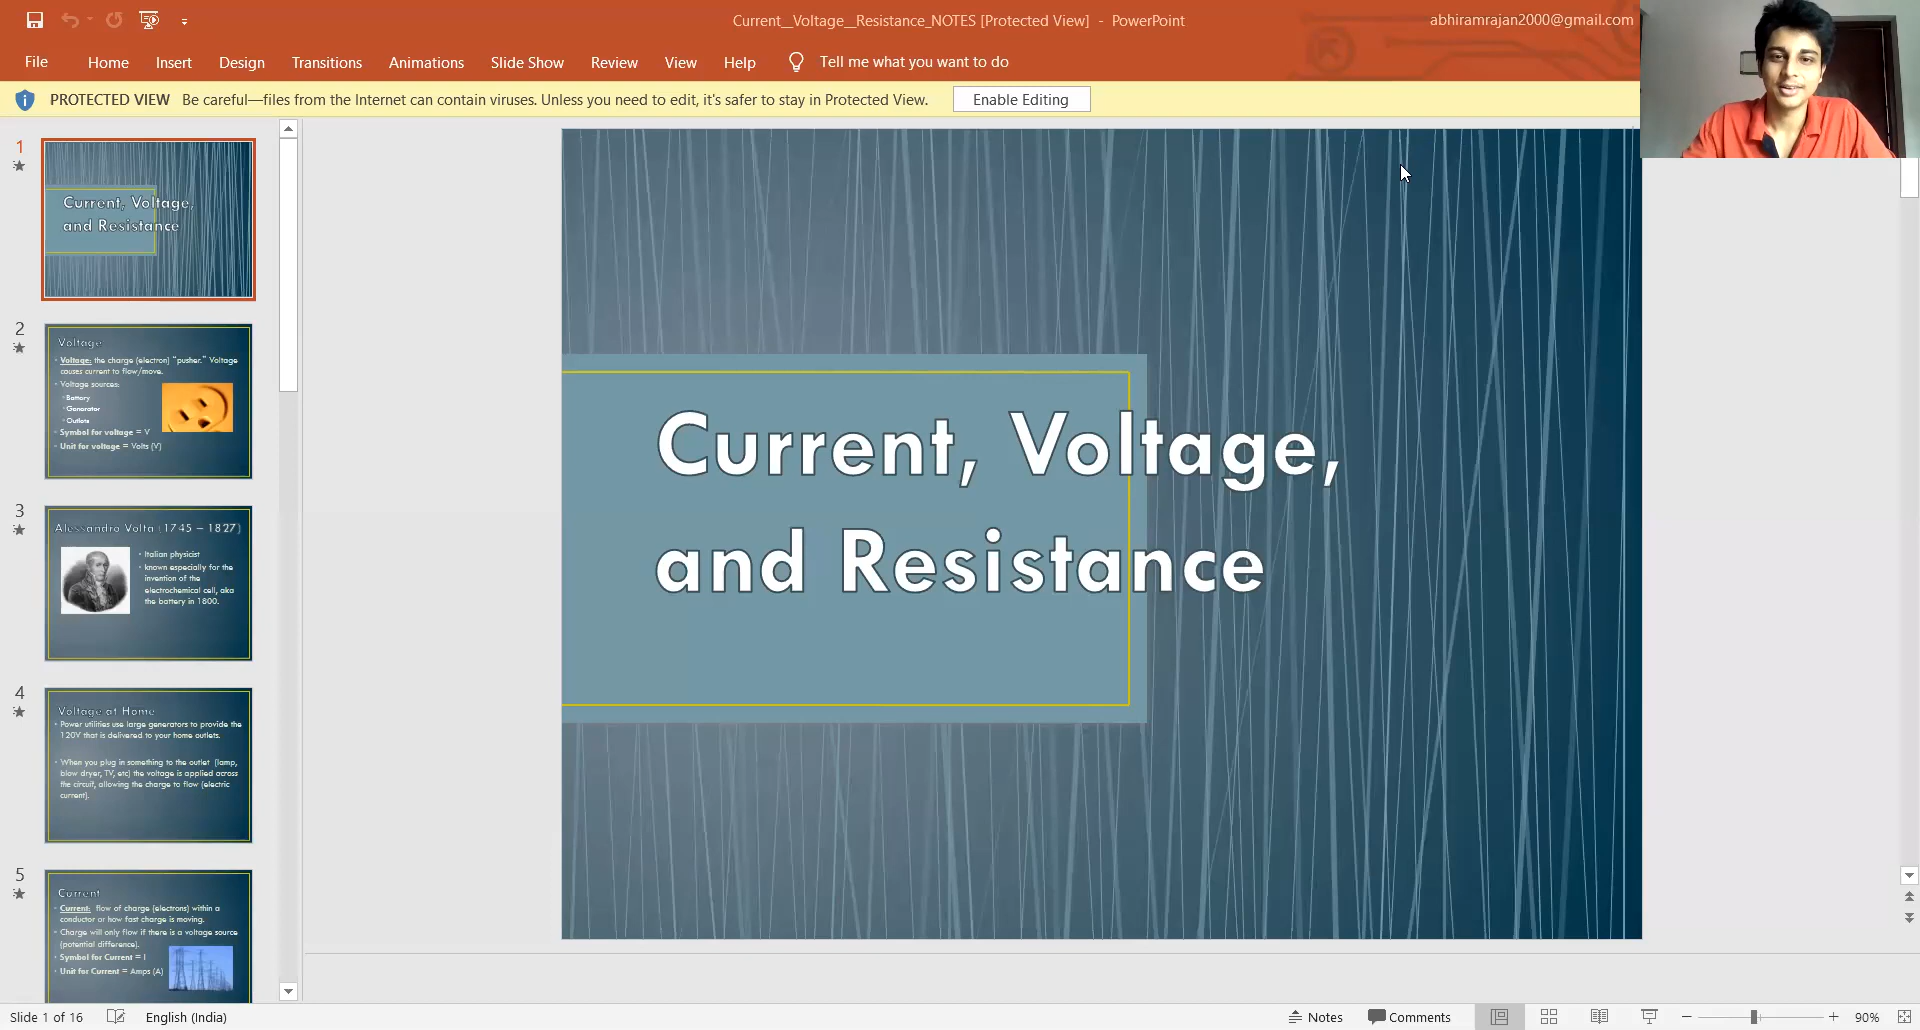 Current__Voltage__Resistance_NOTES [Protected View] - PowerPoint
abhiramrajan2000@gmail.com
File Home Insert Design Transitions Animations Slide Show Review View Help Tell me what you want to do
PROTECTED VIEW Be careful—files from the Internet can contain viruses. Unless you need to edit, it's safer to stay in Protected View. Enable Editing
1
Current, Voltage,
and Resistance
2
Voltage
• Voltage: the charge (electron) "pusher." Voltage
causes current to flow/move.
• Voltage sources:
• Battery
• Generator
• Outlets
• Symbol for voltage = V
• Unit for voltage = Volts (V)
3
Alessandro Volta (1745 – 1827)
• Italian physicist
• known especially for the
invention of the
electrochemical cell, aka
the battery in 1800.
4
Voltage at Home
• Power utilities use large generators to provide the
120V that is delivered to your home outlets.
• When you plug in something to the outlet (lamp,
blow dryer, TV, etc) the voltage is applied across
the circuit, allowing the charge to flow (electric
current).
5
Current
• Current: flow of charge (electrons) within a
conductor or how fast charge is moving.
• Charge will only flow if there is a voltage source
(potential difference).
• Symbol for Current = I
• Unit for Current = Amps (A)
Current, Voltage,
and Resistance
Slide 1 of 16 English (India) Notes Comments 90%